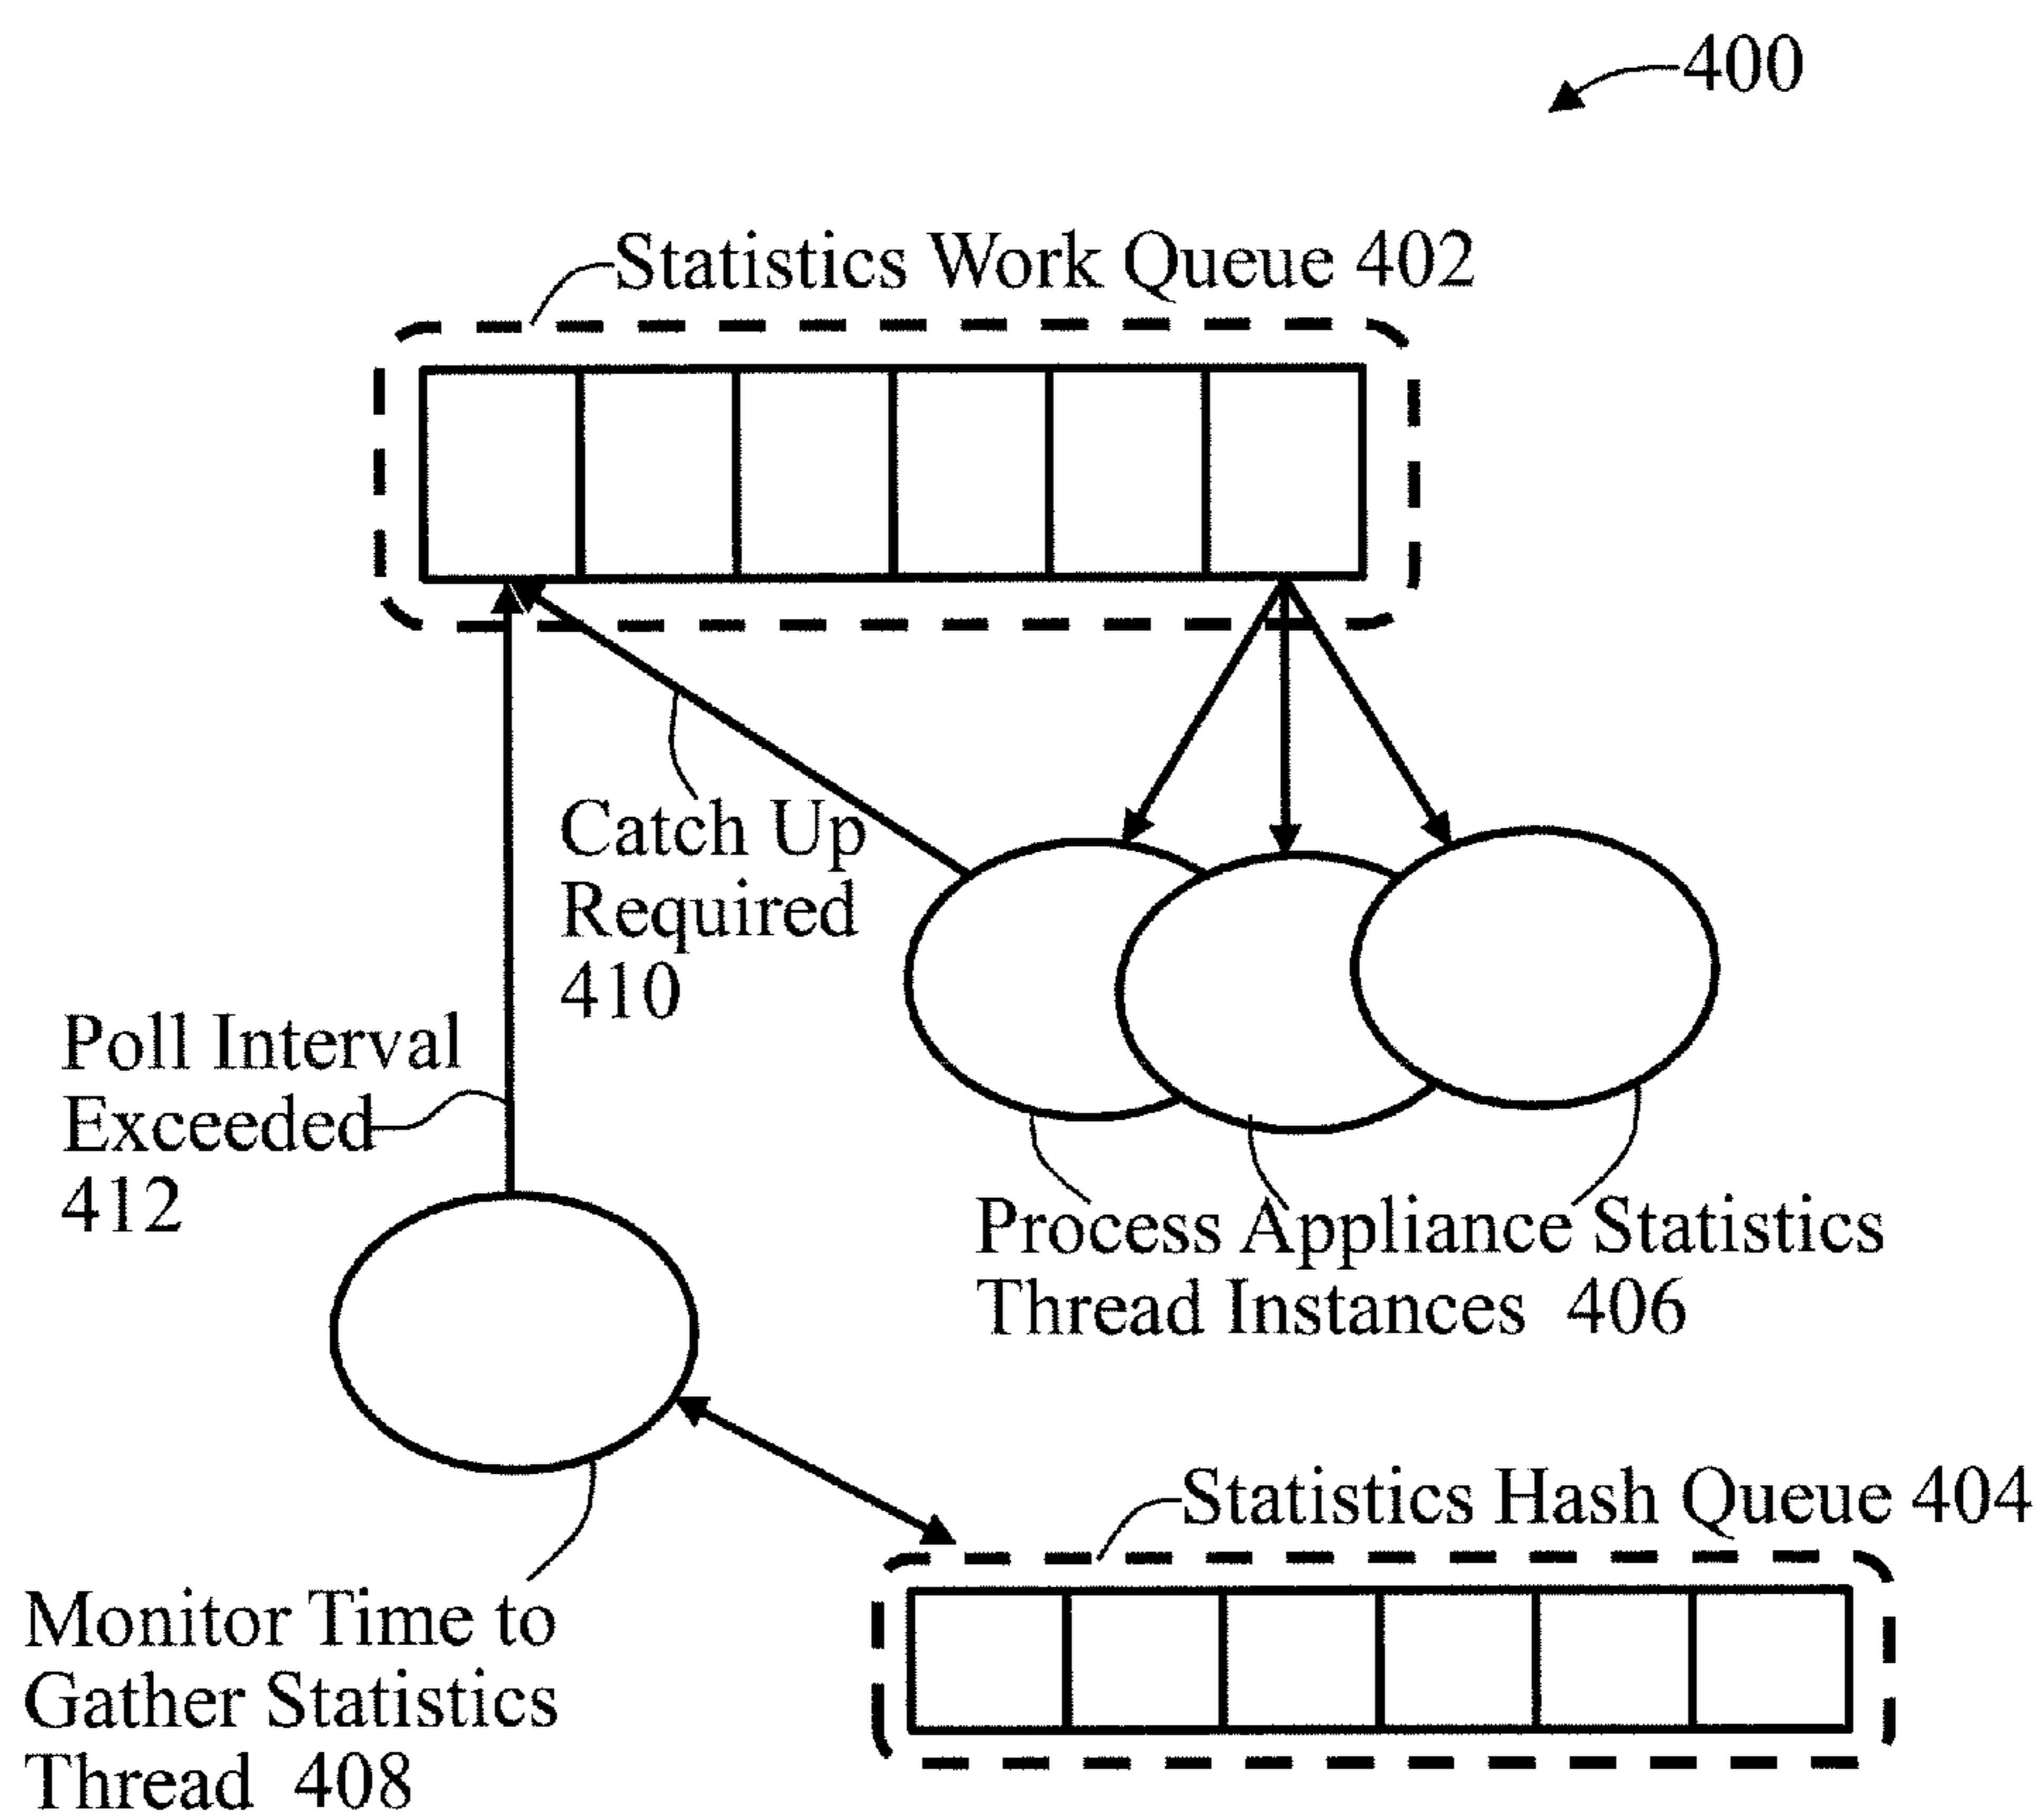 400
Statistics Work Queue 402
Catch Up
Required
410
Poll Interval
Exceeded
412
Process Appliance Statistics
Thread Instances 406
Statistics Hash Queue 404
Monitor Time to
Gather Statistics
Thread 408